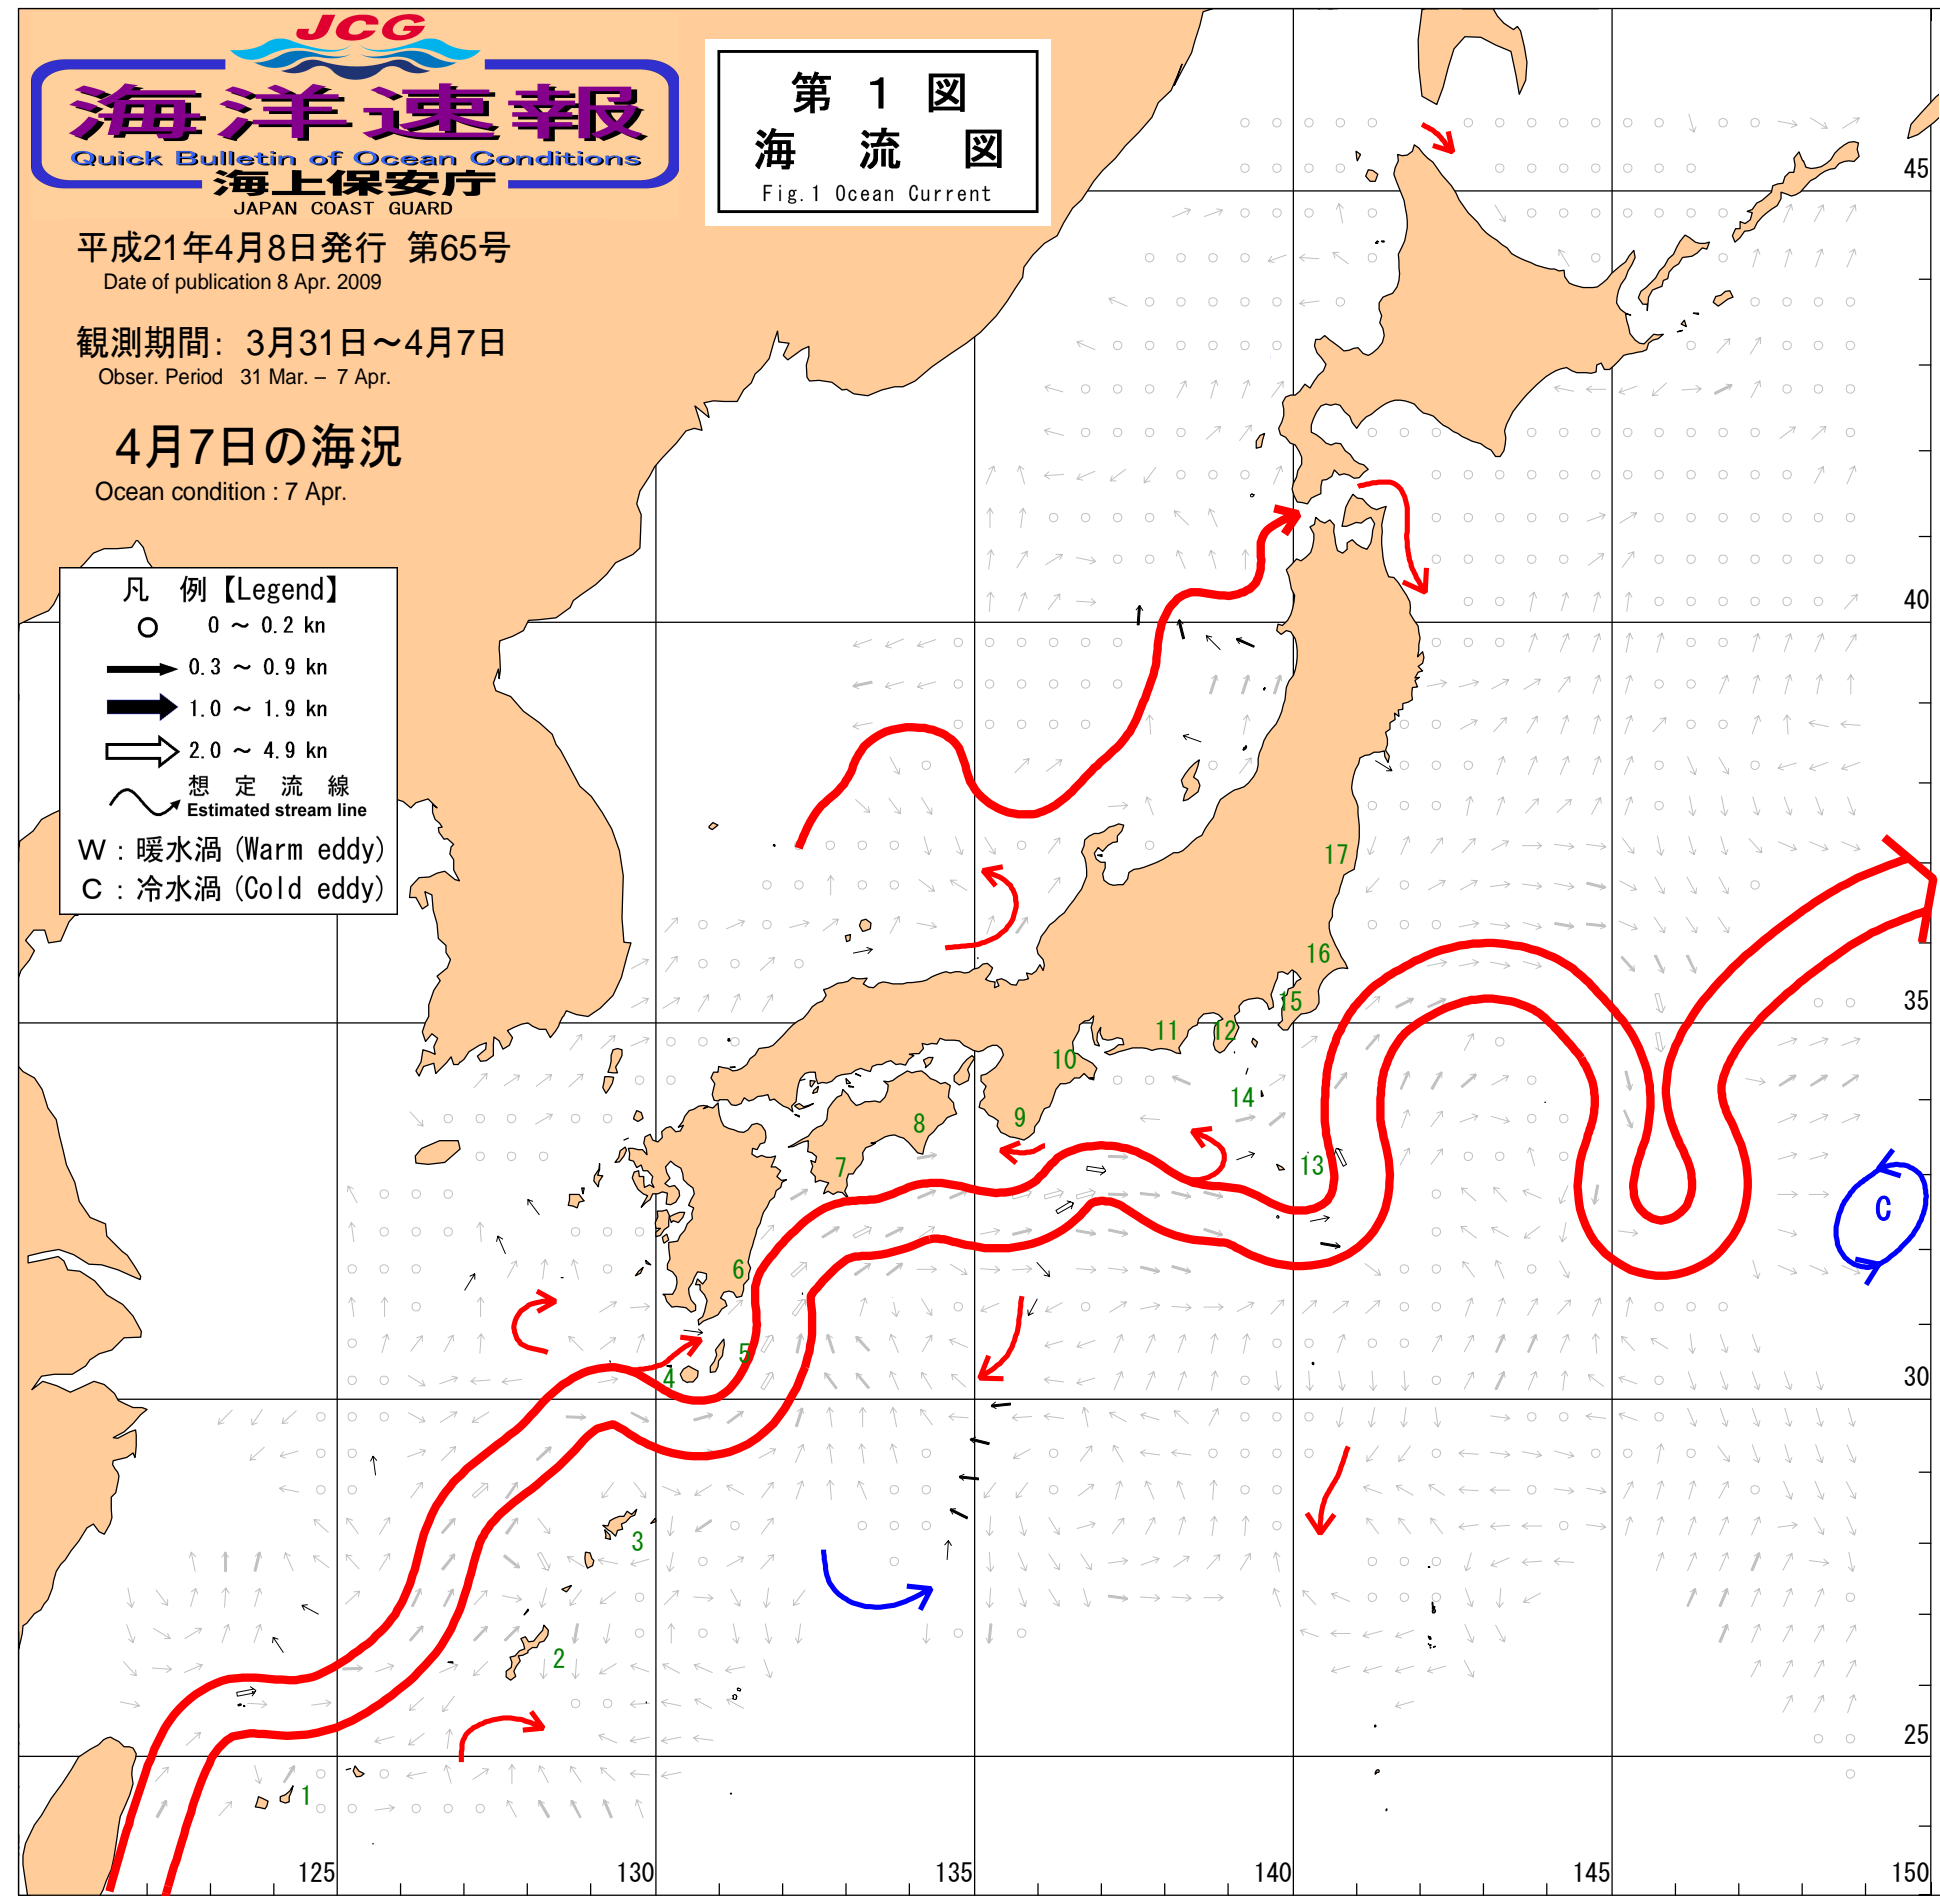 JCG
海洋速報
Quick Bulletin of Ocean Conditions
海上保安庁
JAPAN COAST GUARD
平成21年4月8日発行 第65号
Date of publication 8 Apr. 2009
観測期間: 3月31日～4月7日
Obser. Period 31 Mar. – 7 Apr.
4月7日の海況
Ocean condition : 7 Apr.
第 1 図
海 流 図
Fig.1 Ocean Current
凡 例【Legend】
0 ～ 0.2 kn
0.3 ～ 0.9 kn
1.0 ～ 1.9 kn
2.0 ～ 4.9 kn
想 定 流 線
Estimated stream line
W : 暖水渦 (Warm eddy)
C : 冷水渦 (Cold eddy)
45
40
17
16
35
15
12
11
10
14
9
8
7
13
C
6
5
4
30
3
2
25
1
125
130
135
140
145
150